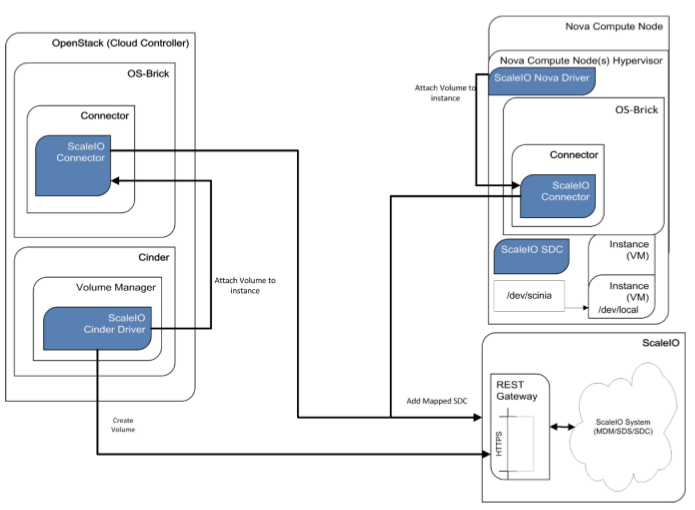 OpenStack (Cloud Controller)
OS-Brick
Connector
ScaleIO
Connector
Cinder
Volume Manager
ScaleIO
Cinder Driver
Attach Volume to
instance
Create
Volume
Nova Compute Node
Nova Compute Node(s) Hypervisor
ScaleIO Nova Driver
Attach Volume to
instance
OS-Brick
Connector
ScaleIO
Connector
ScaleIO SDC
Instance
(VM)
/dev/scinia
Instance
(VM)
/dev/local
Add Mapped SDC
ScaleIO
REST
Gateway
HTTPS
ScaleIO System
(MDM/SDS/SDC)